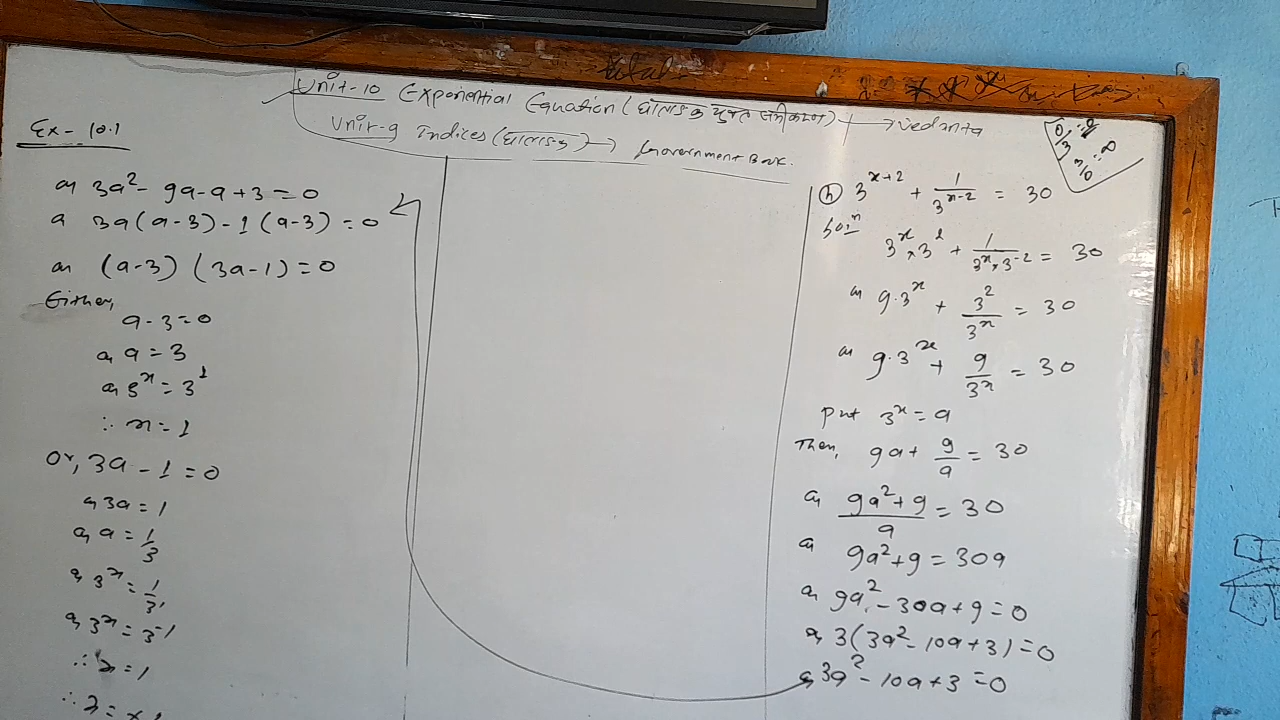 Unit-10 Exponential Equation (घाताङ्क युक्त समीकरण) → Vedanta
Unit-9 Indices (घाताङ्क) → Government Book.
Ex- 10.1
or 3a² - 9a - a + 3 = 0
or 3a(a-3) - 1(a-3) = 0
or (a-3) (3a-1) = 0
Either,
a - 3 = 0
or, a = 3
or, 3ˣ = 3¹
∴ x = 1
Or, 3a - 1 = 0
or, 3a = 1
or, a = 1/3
or, 3ˣ = 1/3¹
or, 3ˣ = 3⁻¹
∴ x = 1
(h) 3ˣ⁺² + 1/3ˣ⁻² = 30
Solⁿ
3ˣ × 3² + 1/(3ˣ × 3⁻²) = 30
or 9·3ˣ + 3²/3ˣ = 30
or 9·3ˣ + 9/3ˣ = 30
put 3ˣ = a
Then, 9a + 9/a = 30
or (9a² + 9)/a = 30
or 9a² + 9 = 30a
or 9a² - 30a + 9 = 0
or, 3(3a² - 10a + 3) = 0
or, 3a² - 10a + 3 = 0